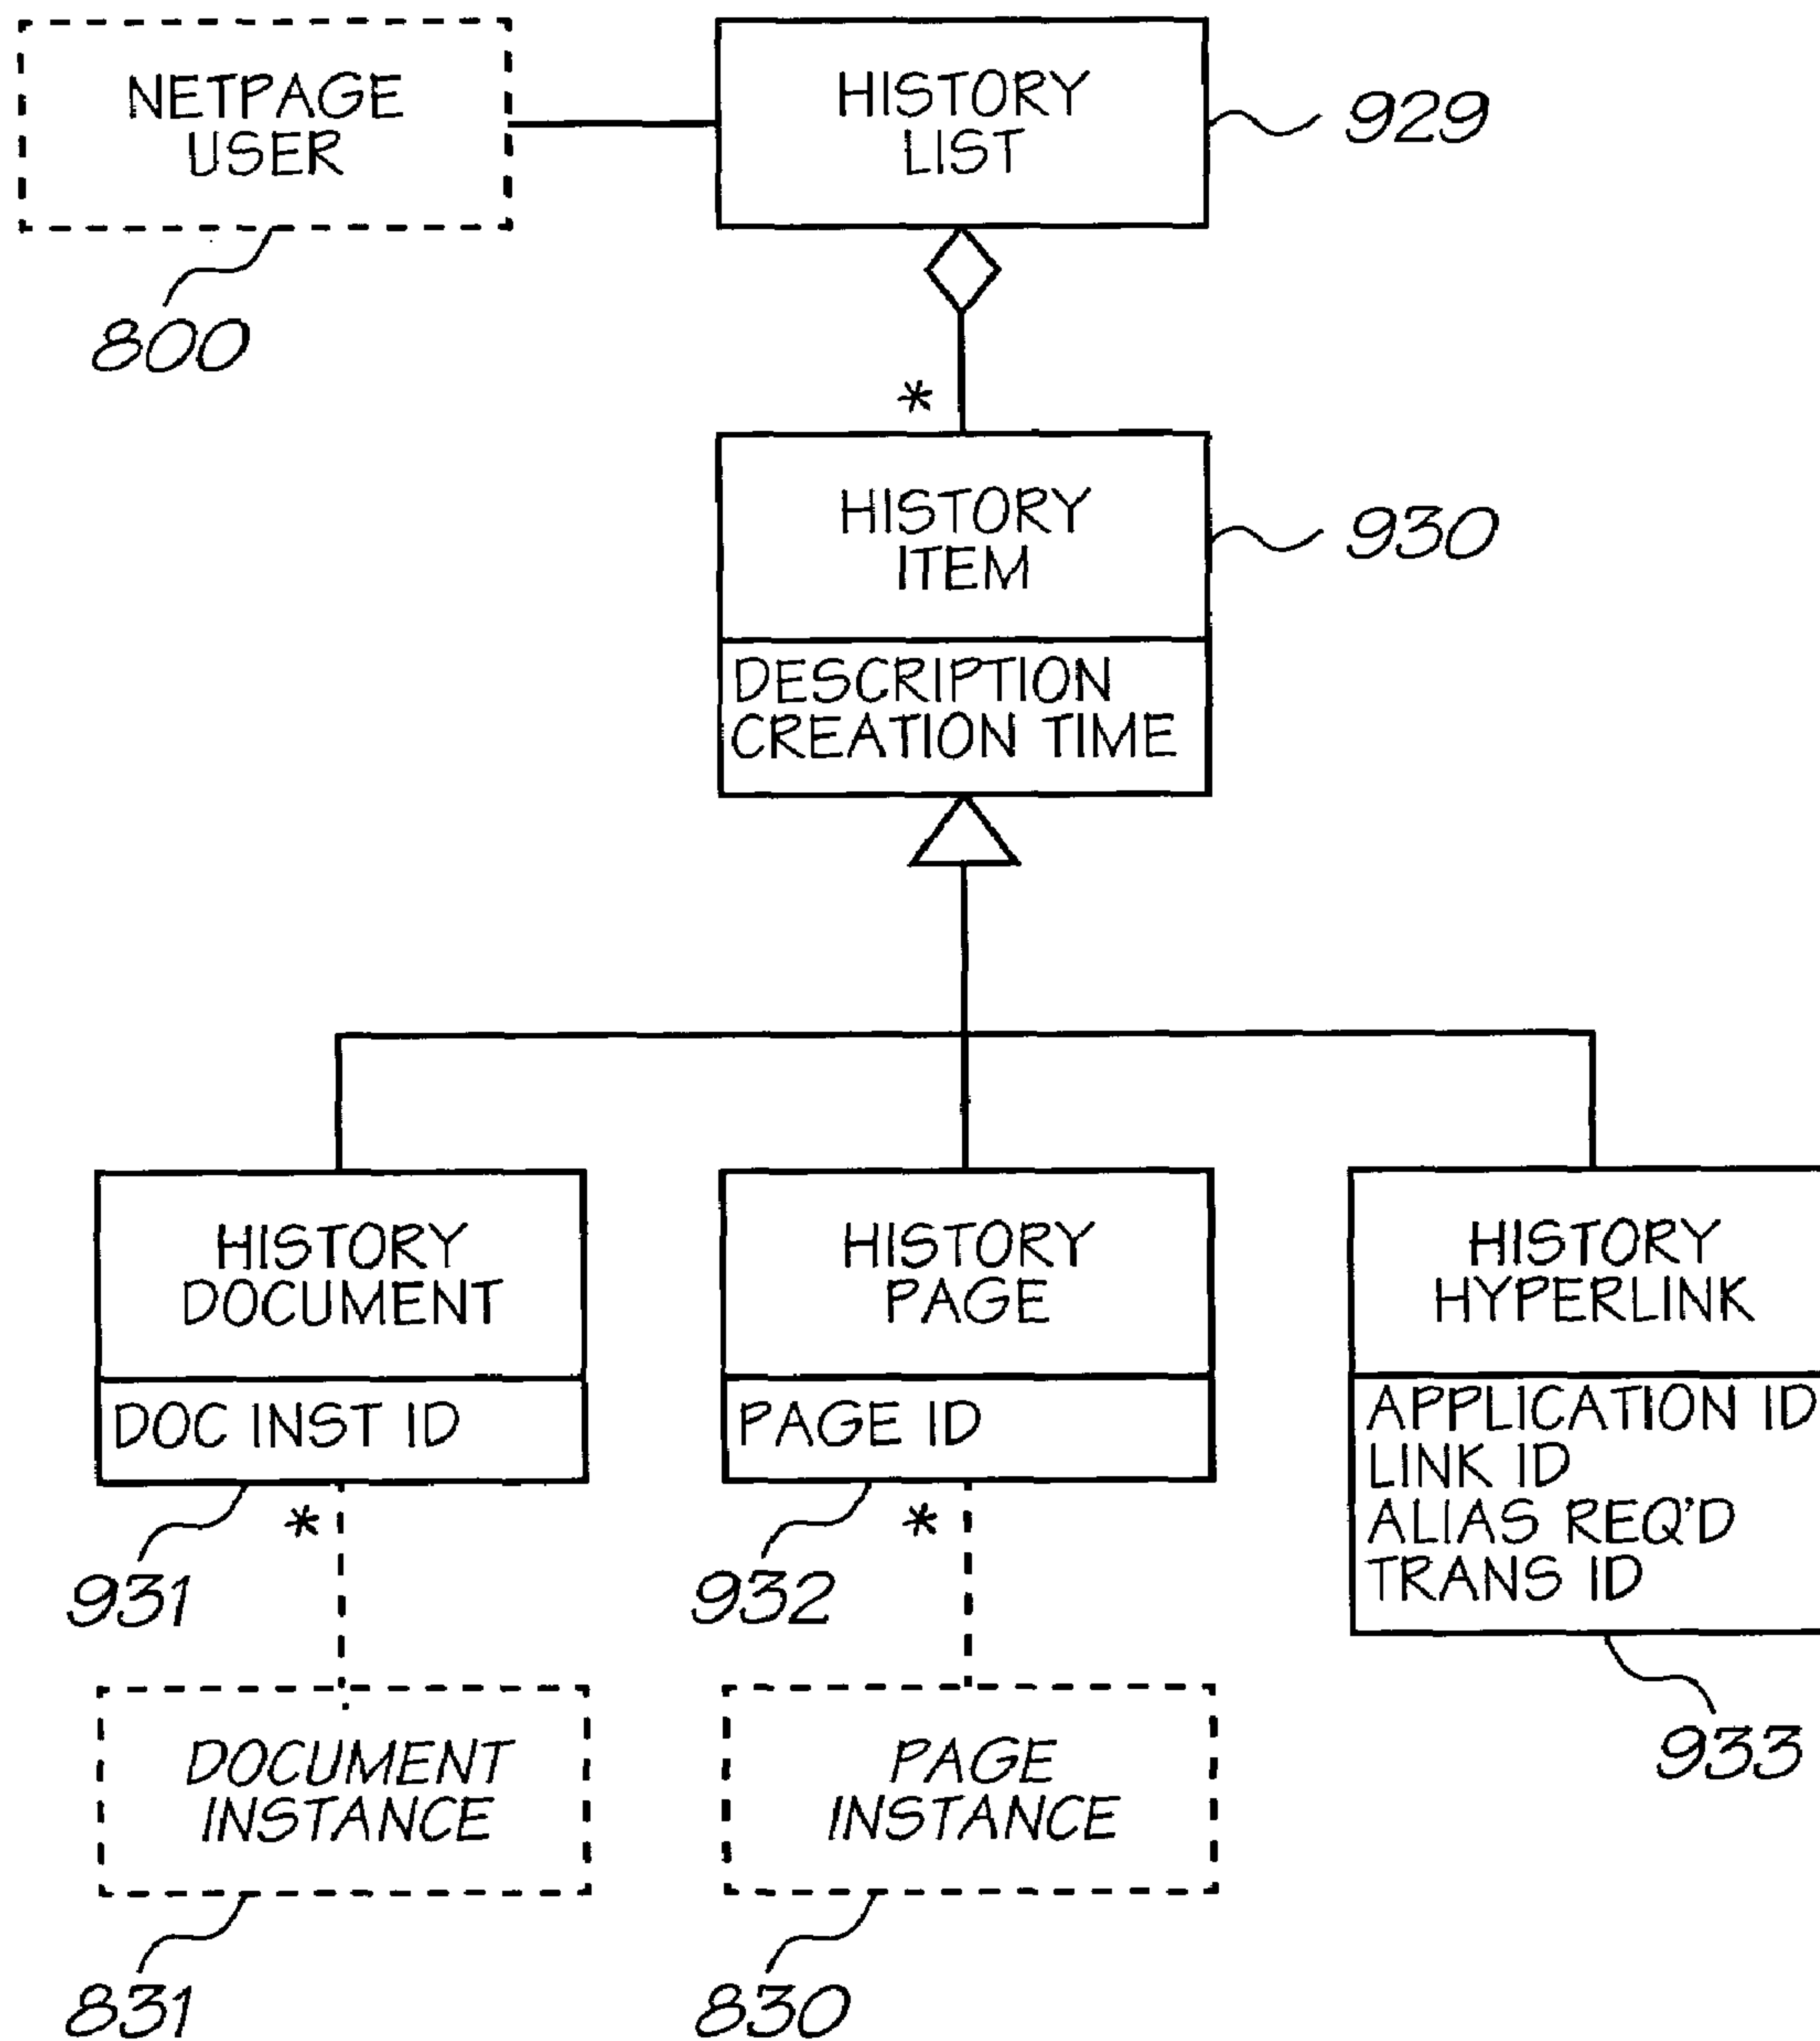 NETPAGE
USER
800
HISTORY
LIST
929
*
HISTORY
ITEM
930
DESCRIPTION
CREATION TIME
HISTORY
DOCUMENT
DOC INST ID
931
*
HISTORY
PAGE
PAGE ID
932
*
HISTORY
HYPERLINK
APPLICATION ID
LINK ID
ALIAS REQ'D
TRANS ID
933
DOCUMENT
INSTANCE
831
PAGE
INSTANCE
830